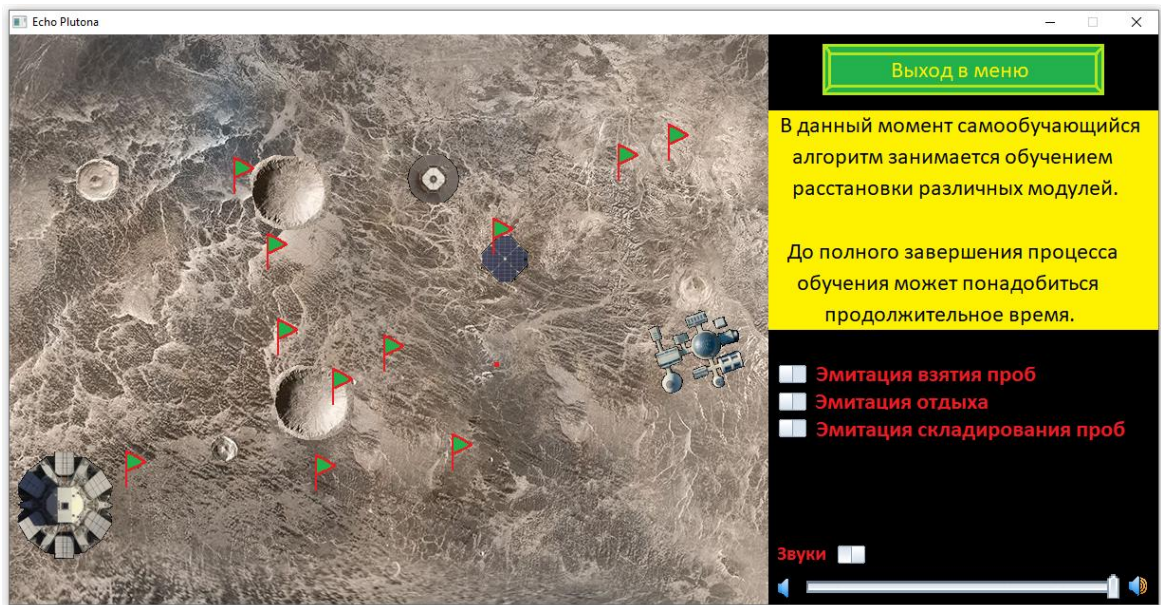 Echo Plutona
Выход в меню
В данный момент самообучающийся
алгоритм занимается обучением
расстановки различных модулей.
До полного завершения процесса
обучения может понадобиться
продолжительное время.
Эмитация взятия проб
Эмитация отдыха
Эмитация складирования проб
Звуки